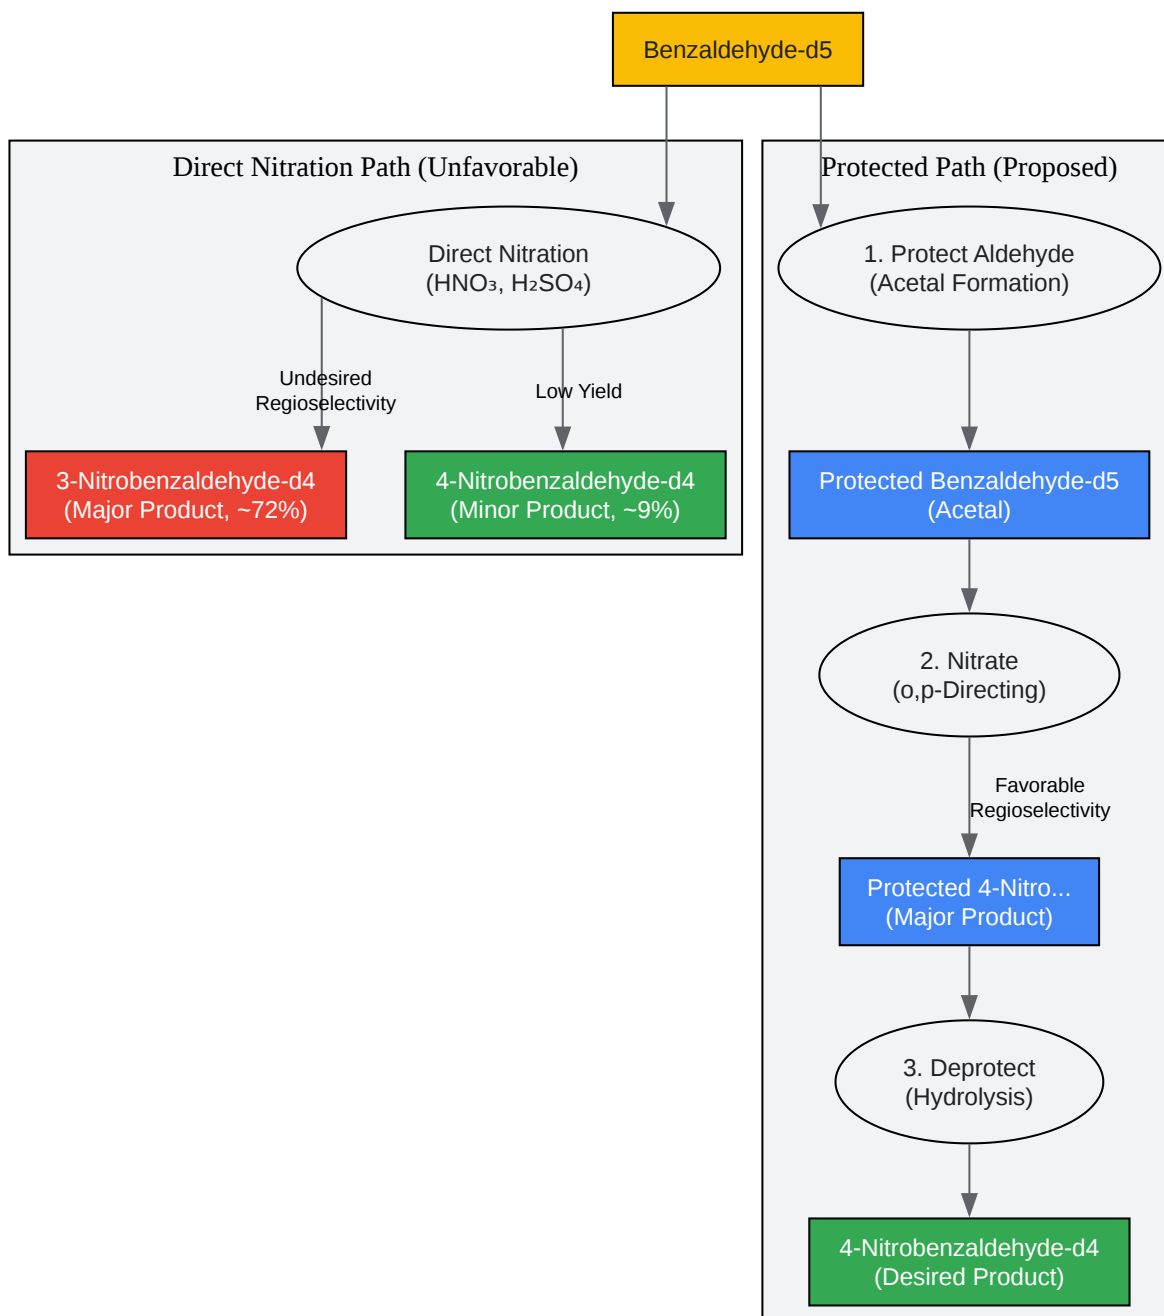 Benzaldehyde-d5
Direct Nitration Path (Unfavorable)
Direct Nitration
(HNO₃, H₂SO₄)
Undesired
Regioselectivity
Low Yield
3-Nitrobenzaldehyde-d4
(Major Product, ~72%)
4-Nitrobenzaldehyde-d4
(Minor Product, ~9%)
Protected Path (Proposed)
1. Protect Aldehyde
(Acetal Formation)
Protected Benzaldehyde-d5
(Acetal)
2. Nitrate
(o,p-Directing)
Favorable
Regioselectivity
Protected 4-Nitro...
(Major Product)
3. Deprotect
(Hydrolysis)
4-Nitrobenzaldehyde-d4
(Desired Product)